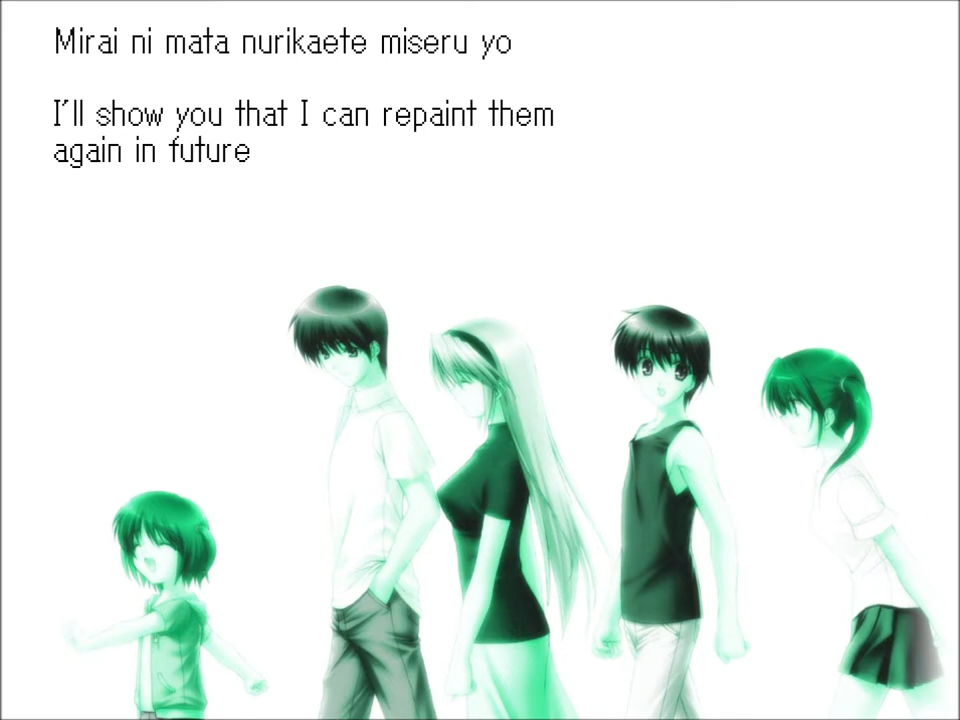 Mirai ni mata nurikaete miseru yo
I'll show you that I can repaint them
again in future